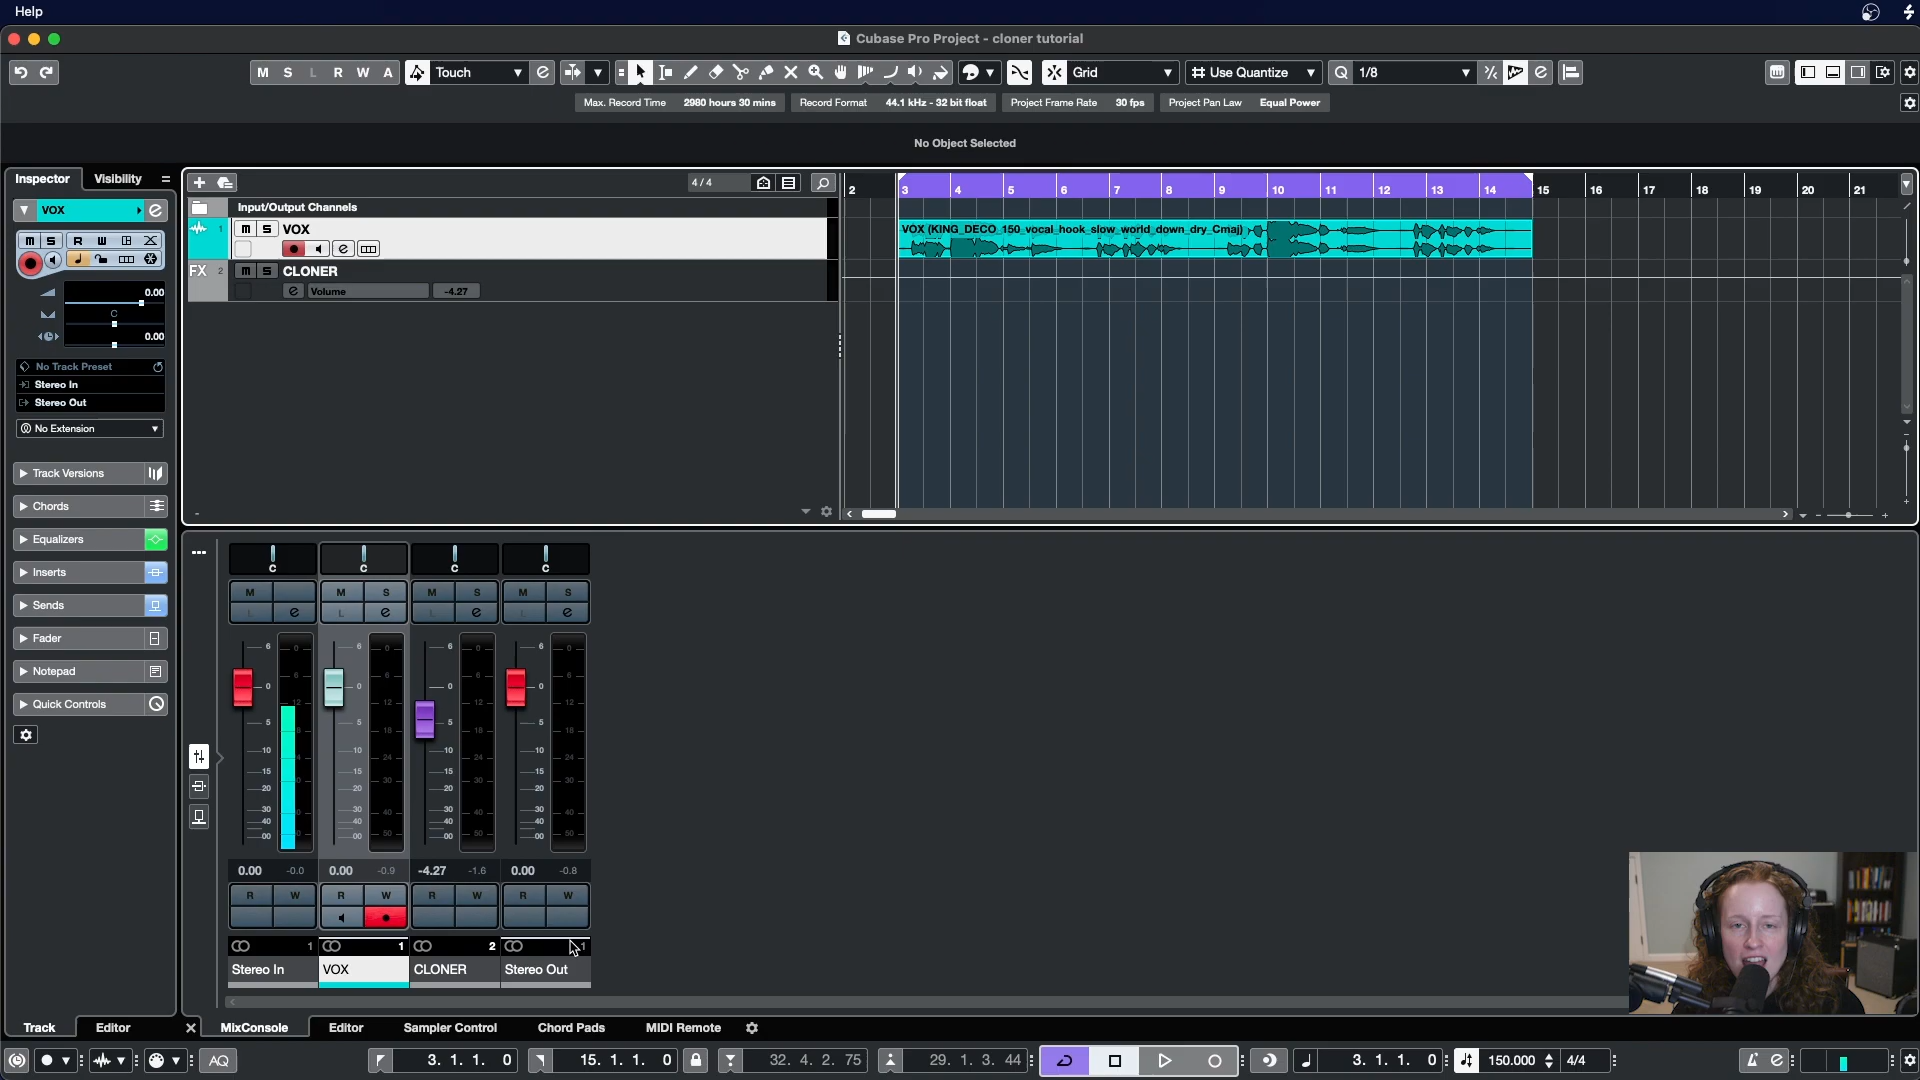 Help
Cubase Pro Project - cloner tutorial
M S L R W A Touch Grid Use Quantize Q 1/8
Max. Record Time 2980 hours 30 mins Record Format 44.1 kHz - 32 bit float Project Frame Rate 30 fps Project Pan Law Equal Power
No Object Selected
Inspector Visibility
4/4
2 3 4 5 6 7 8 9 10 11 12 13 14 15 16 17 18 19 20 21
VOX
Input/Output Channels
1 m S VOX
VOX (KING_DECO_150_vocal_hook_slow_world_down_dry_Cmaj)
m S R W
FX 2 m S CLONER
Volume -4.27
0.00
C
0.00
No Track Preset
Stereo In
Stereo Out
No Extension
Track Versions
Chords
Equalizers
Inserts
Sends
Fader
Notepad
Quick Controls
C C C C
M M S M S M S
L e L e L e L e
0.00 -0.0 0.00 -0.9 -4.27 -1.6 0.00 -0.8
R W R W R W R W
1 1 2 1
Stereo In VOX CLONER Stereo Out
Track Editor MixConsole Editor Sampler Control Chord Pads MIDI Remote
AQ 3. 1. 1. 0 15. 1. 1. 0 32. 4. 2. 75 29. 1. 3. 44 3. 1. 1. 0 150.000 4/4